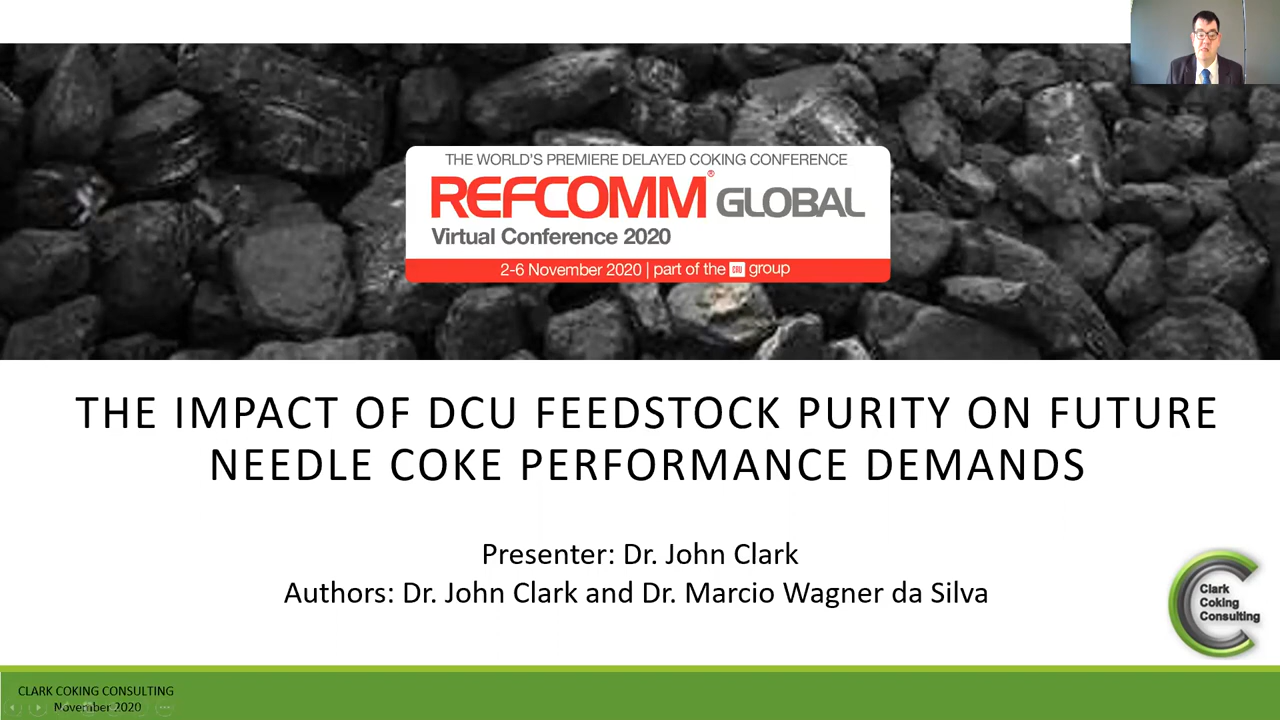 THE WORLD'S PREMIERE DELAYED COKING CONFERENCE
REFCOMM® GLOBAL
Virtual Conference 2020
2-6 November 2020 | part of the CRU group
THE IMPACT OF DCU FEEDSTOCK PURITY ON FUTURE
NEEDLE COKE PERFORMANCE DEMANDS
Presenter: Dr. John Clark
Authors: Dr. John Clark and Dr. Marcio Wagner da Silva
Clark
Coking
Consulting
CLARK COKING CONSULTING
November 2020